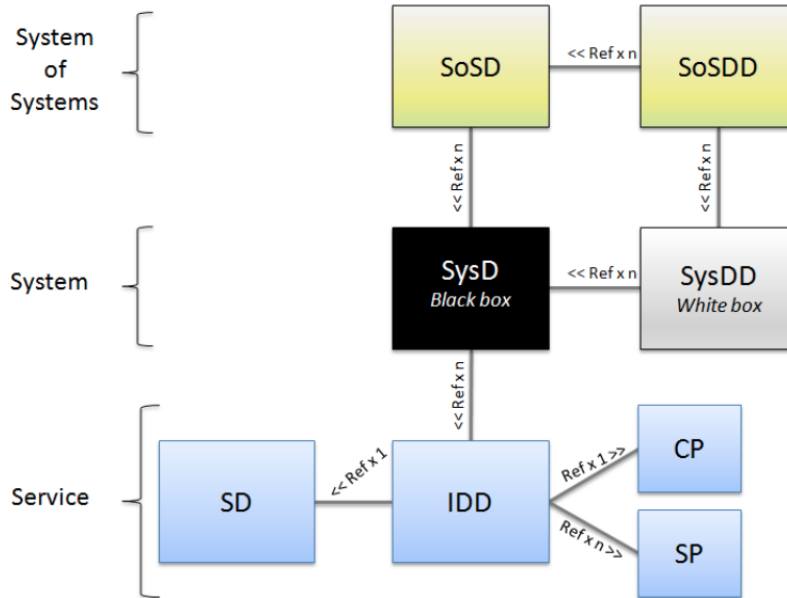 System
of
Systems
SoSD
<< Ref x n
SoSDD
<< Ref x n
<< Ref x n
System
SysD
Black box
<< Ref x n
SysDD
White box
<< Ref x n
Service
SD
<< Ref x 1
IDD
Ref x 1 >>
CP
Ref x n >>
SP